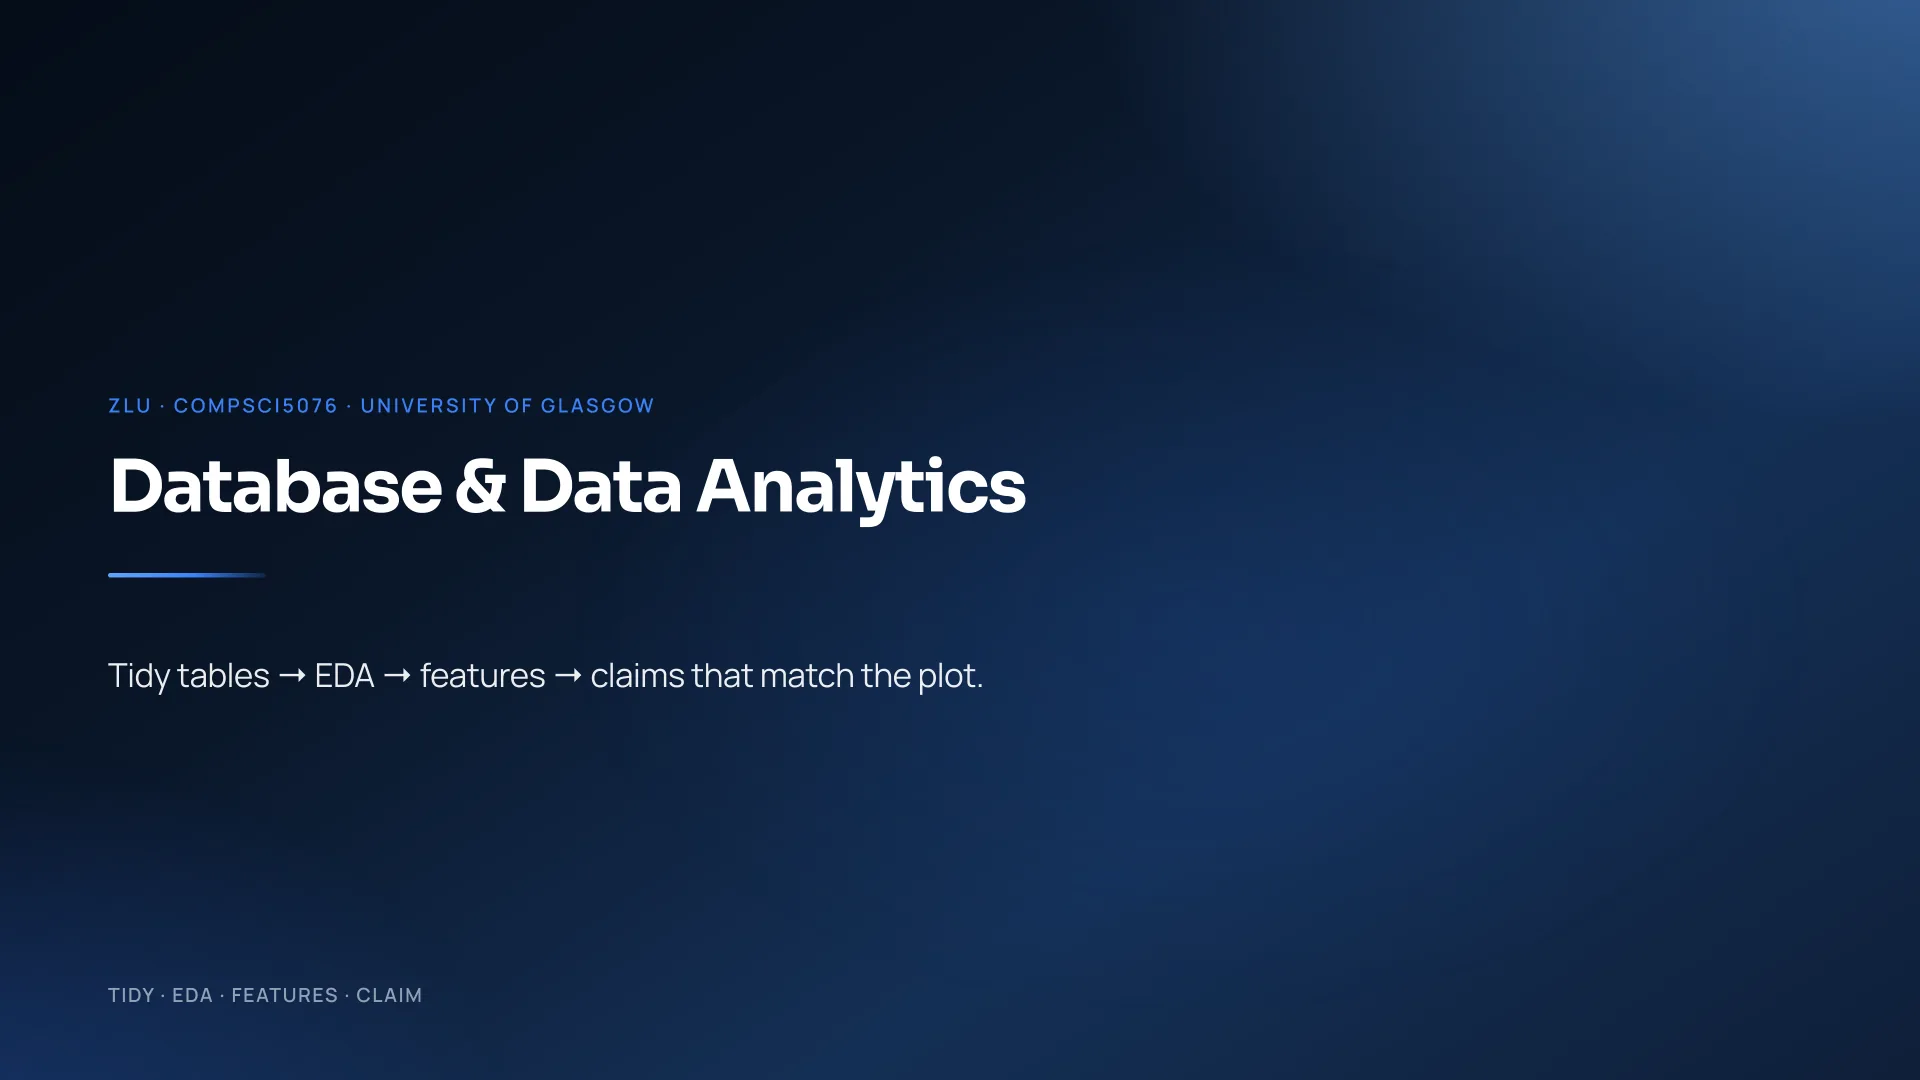 ZLU · COMPSCI5076 · UNIVERSITY OF GLASGOW
Database & Data Analytics
Tidy tables → EDA → features → claims that match the plot.
TIDY · EDA · FEATURES · CLAIM